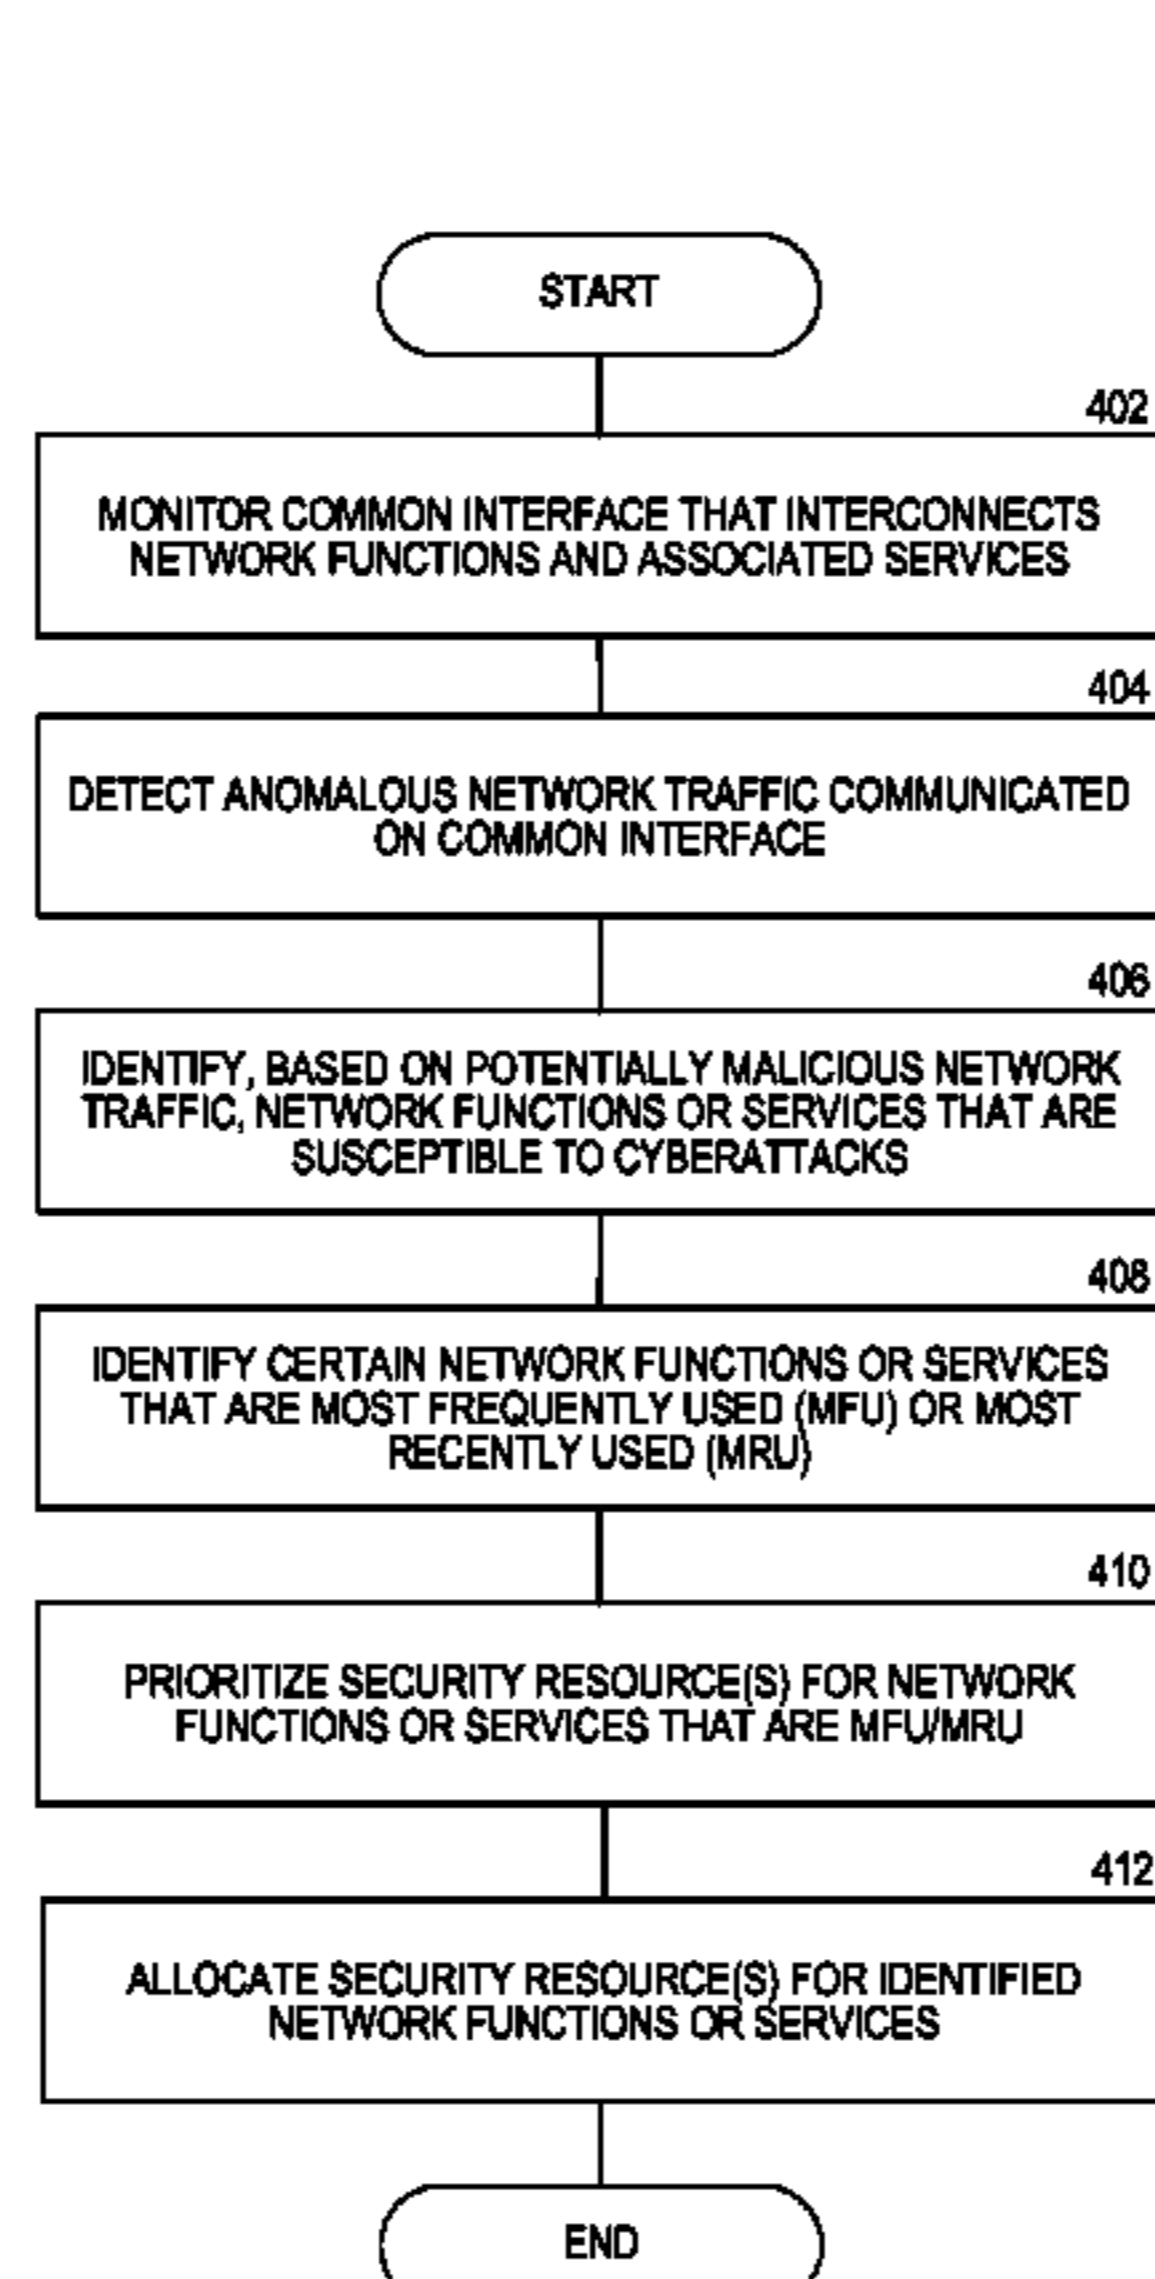 START
402
MONITOR COMMON INTERFACE THAT INTERCONNECTS
NETWORK FUNCTIONS AND ASSOCIATED SERVICES
404
DETECT ANOMALOUS NETWORK TRAFFIC COMMUNICATED
ON COMMON INTERFACE
406
IDENTIFY, BASED ON POTENTIALLY MALICIOUS NETWORK
TRAFFIC, NETWORK FUNCTIONS OR SERVICES THAT ARE
SUSCEPTIBLE TO CYBERATTACKS
408
IDENTIFY CERTAIN NETWORK FUNCTIONS OR SERVICES
THAT ARE MOST FREQUENTLY USED (MFU) OR MOST
RECENTLY USED (MRU)
410
PRIORITIZE SECURITY RESOURCE(S) FOR NETWORK
FUNCTIONS OR SERVICES THAT ARE MFU/MRU
412
ALLOCATE SECURITY RESOURCE(S) FOR IDENTIFIED
NETWORK FUNCTIONS OR SERVICES
END